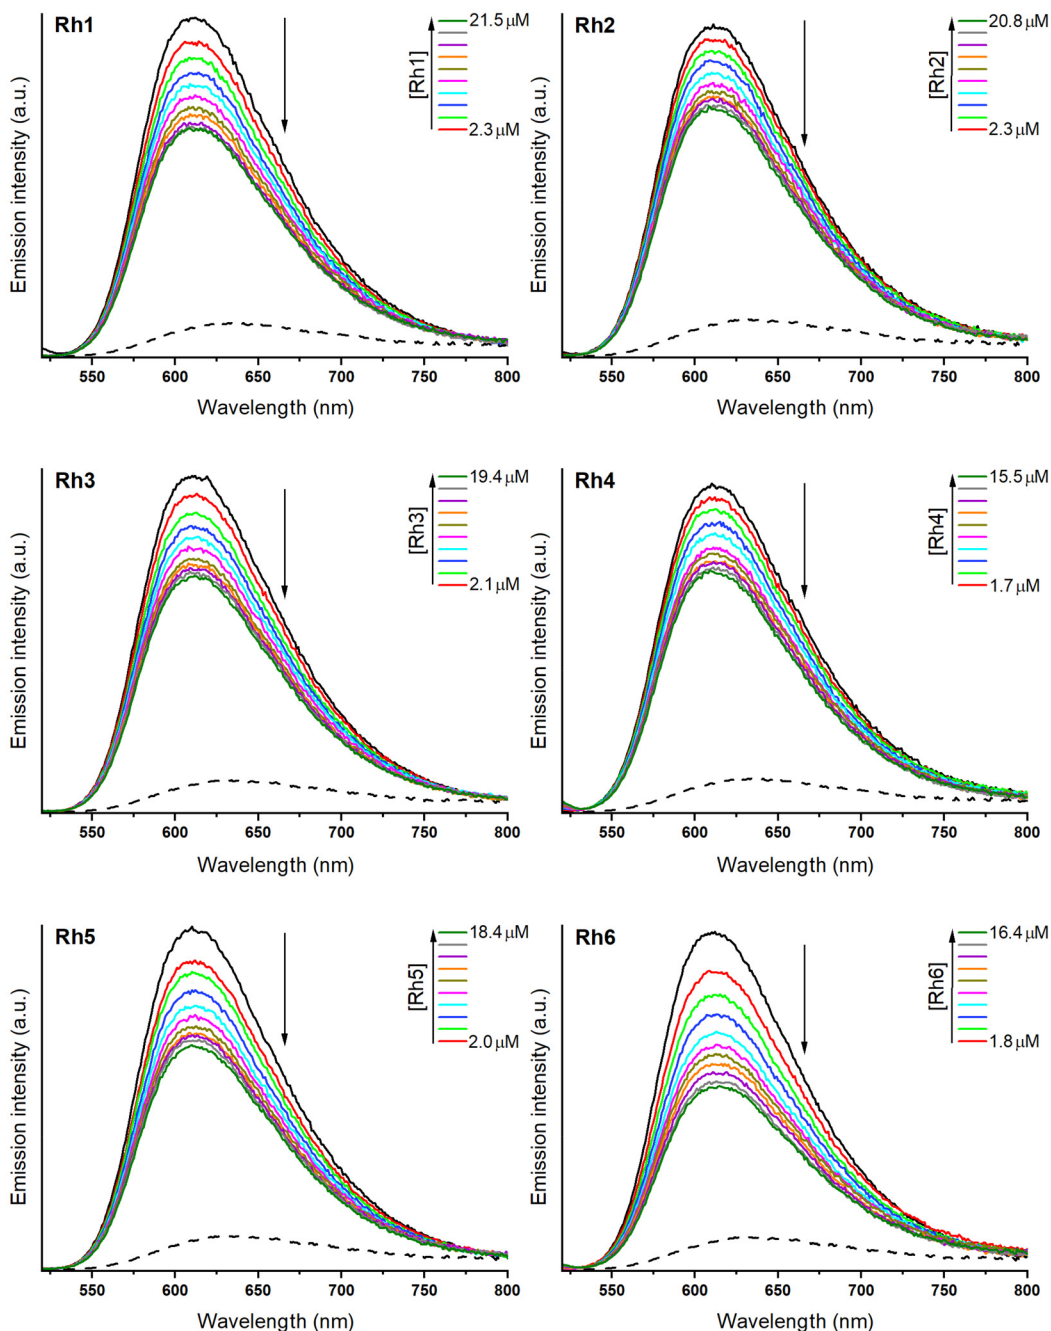 Rh1
21.5 μM
[Rh1]
2.3 μM
Emission intensity (a.u.)
550 600 650 700 750 800
Wavelength (nm)
Rh2
20.8 μM
[Rh2]
2.3 μM
Emission intensity (a.u.)
550 600 650 700 750 800
Wavelength (nm)
Rh3
19.4 μM
[Rh3]
2.1 μM
Emission intensity (a.u.)
550 600 650 700 750 800
Wavelength (nm)
Rh4
15.5 μM
[Rh4]
1.7 μM
Emission intensity (a.u.)
550 600 650 700 750 800
Wavelength (nm)
Rh5
18.4 μM
[Rh5]
2.0 μM
Emission intensity (a.u.)
550 600 650 700 750 800
Wavelength (nm)
Rh6
16.4 μM
[Rh6]
1.8 μM
Emission intensity (a.u.)
550 600 650 700 750 800
Wavelength (nm)